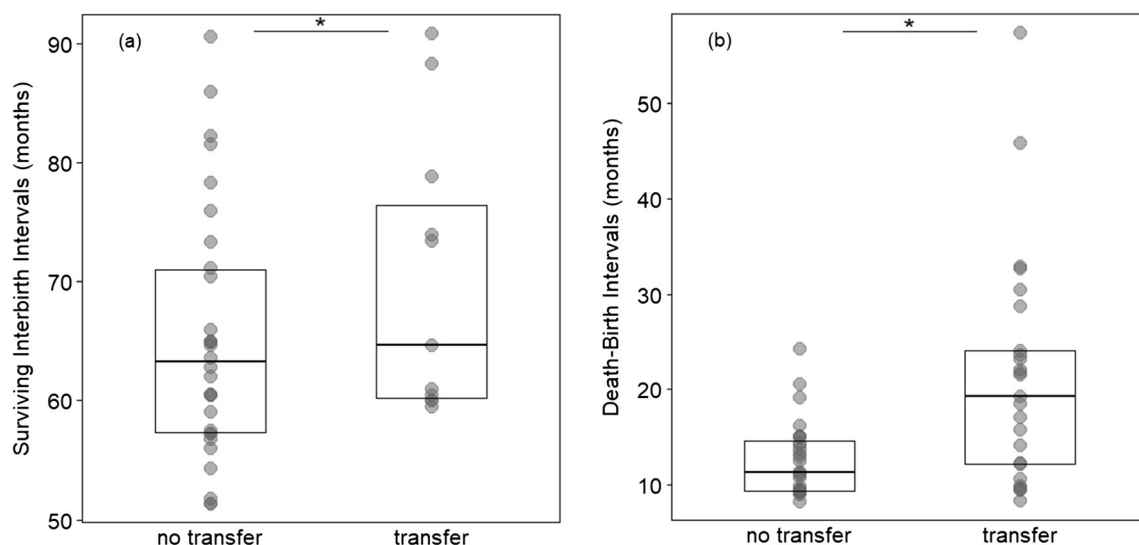 (a)
*
Surviving Interbirth Intervals (months)
90
80
70
60
50
no transfer transfer
(b)
*
Death-Birth Intervals (months)
50
40
30
20
10
no transfer transfer